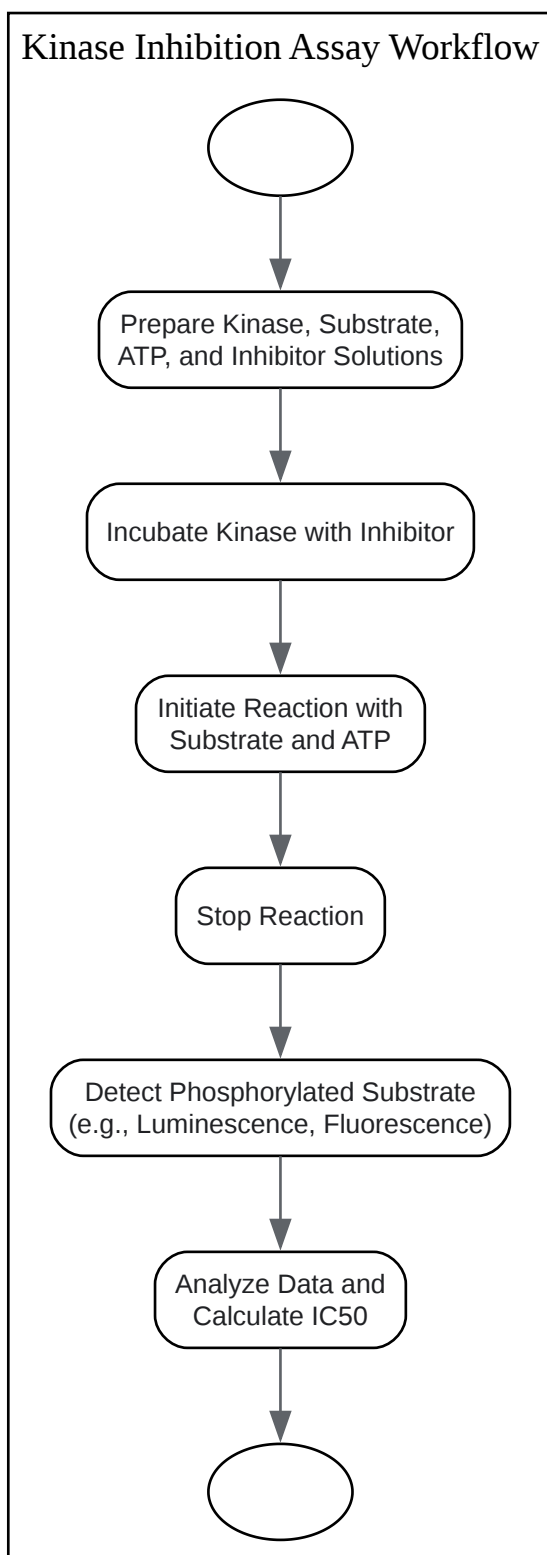 Kinase Inhibition Assay Workflow
Prepare Kinase, Substrate,
ATP, and Inhibitor Solutions
Incubate Kinase with Inhibitor
Initiate Reaction with
Substrate and ATP
Stop Reaction
Detect Phosphorylated Substrate
(e.g., Luminescence, Fluorescence)
Analyze Data and
Calculate IC50